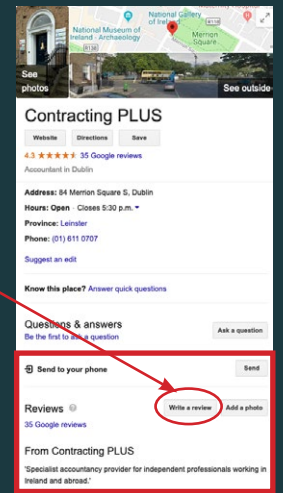 National Gallery
of Ireland
National Museum of
Ireland - Archaeology
R138
Merrion
Square
See
photos
See outside
Contracting PLUS
Website Directions Save
4.3 35 Google reviews
Accountant in Dublin
Address: 84 Merrion Square S, Dublin
Hours: Open · Closes 5:30 p.m.
Province: Leinster
Phone: (01) 611 0707
Suggest an edit
Know this place? Answer quick questions
Questions & answers
Be the first to ask a question
Ask a question
Send to your phone Send
Reviews
Write a review Add a photo
35 Google reviews
From Contracting PLUS
'Specialist accountancy provider for independent professionals working in
Ireland and abroad.'